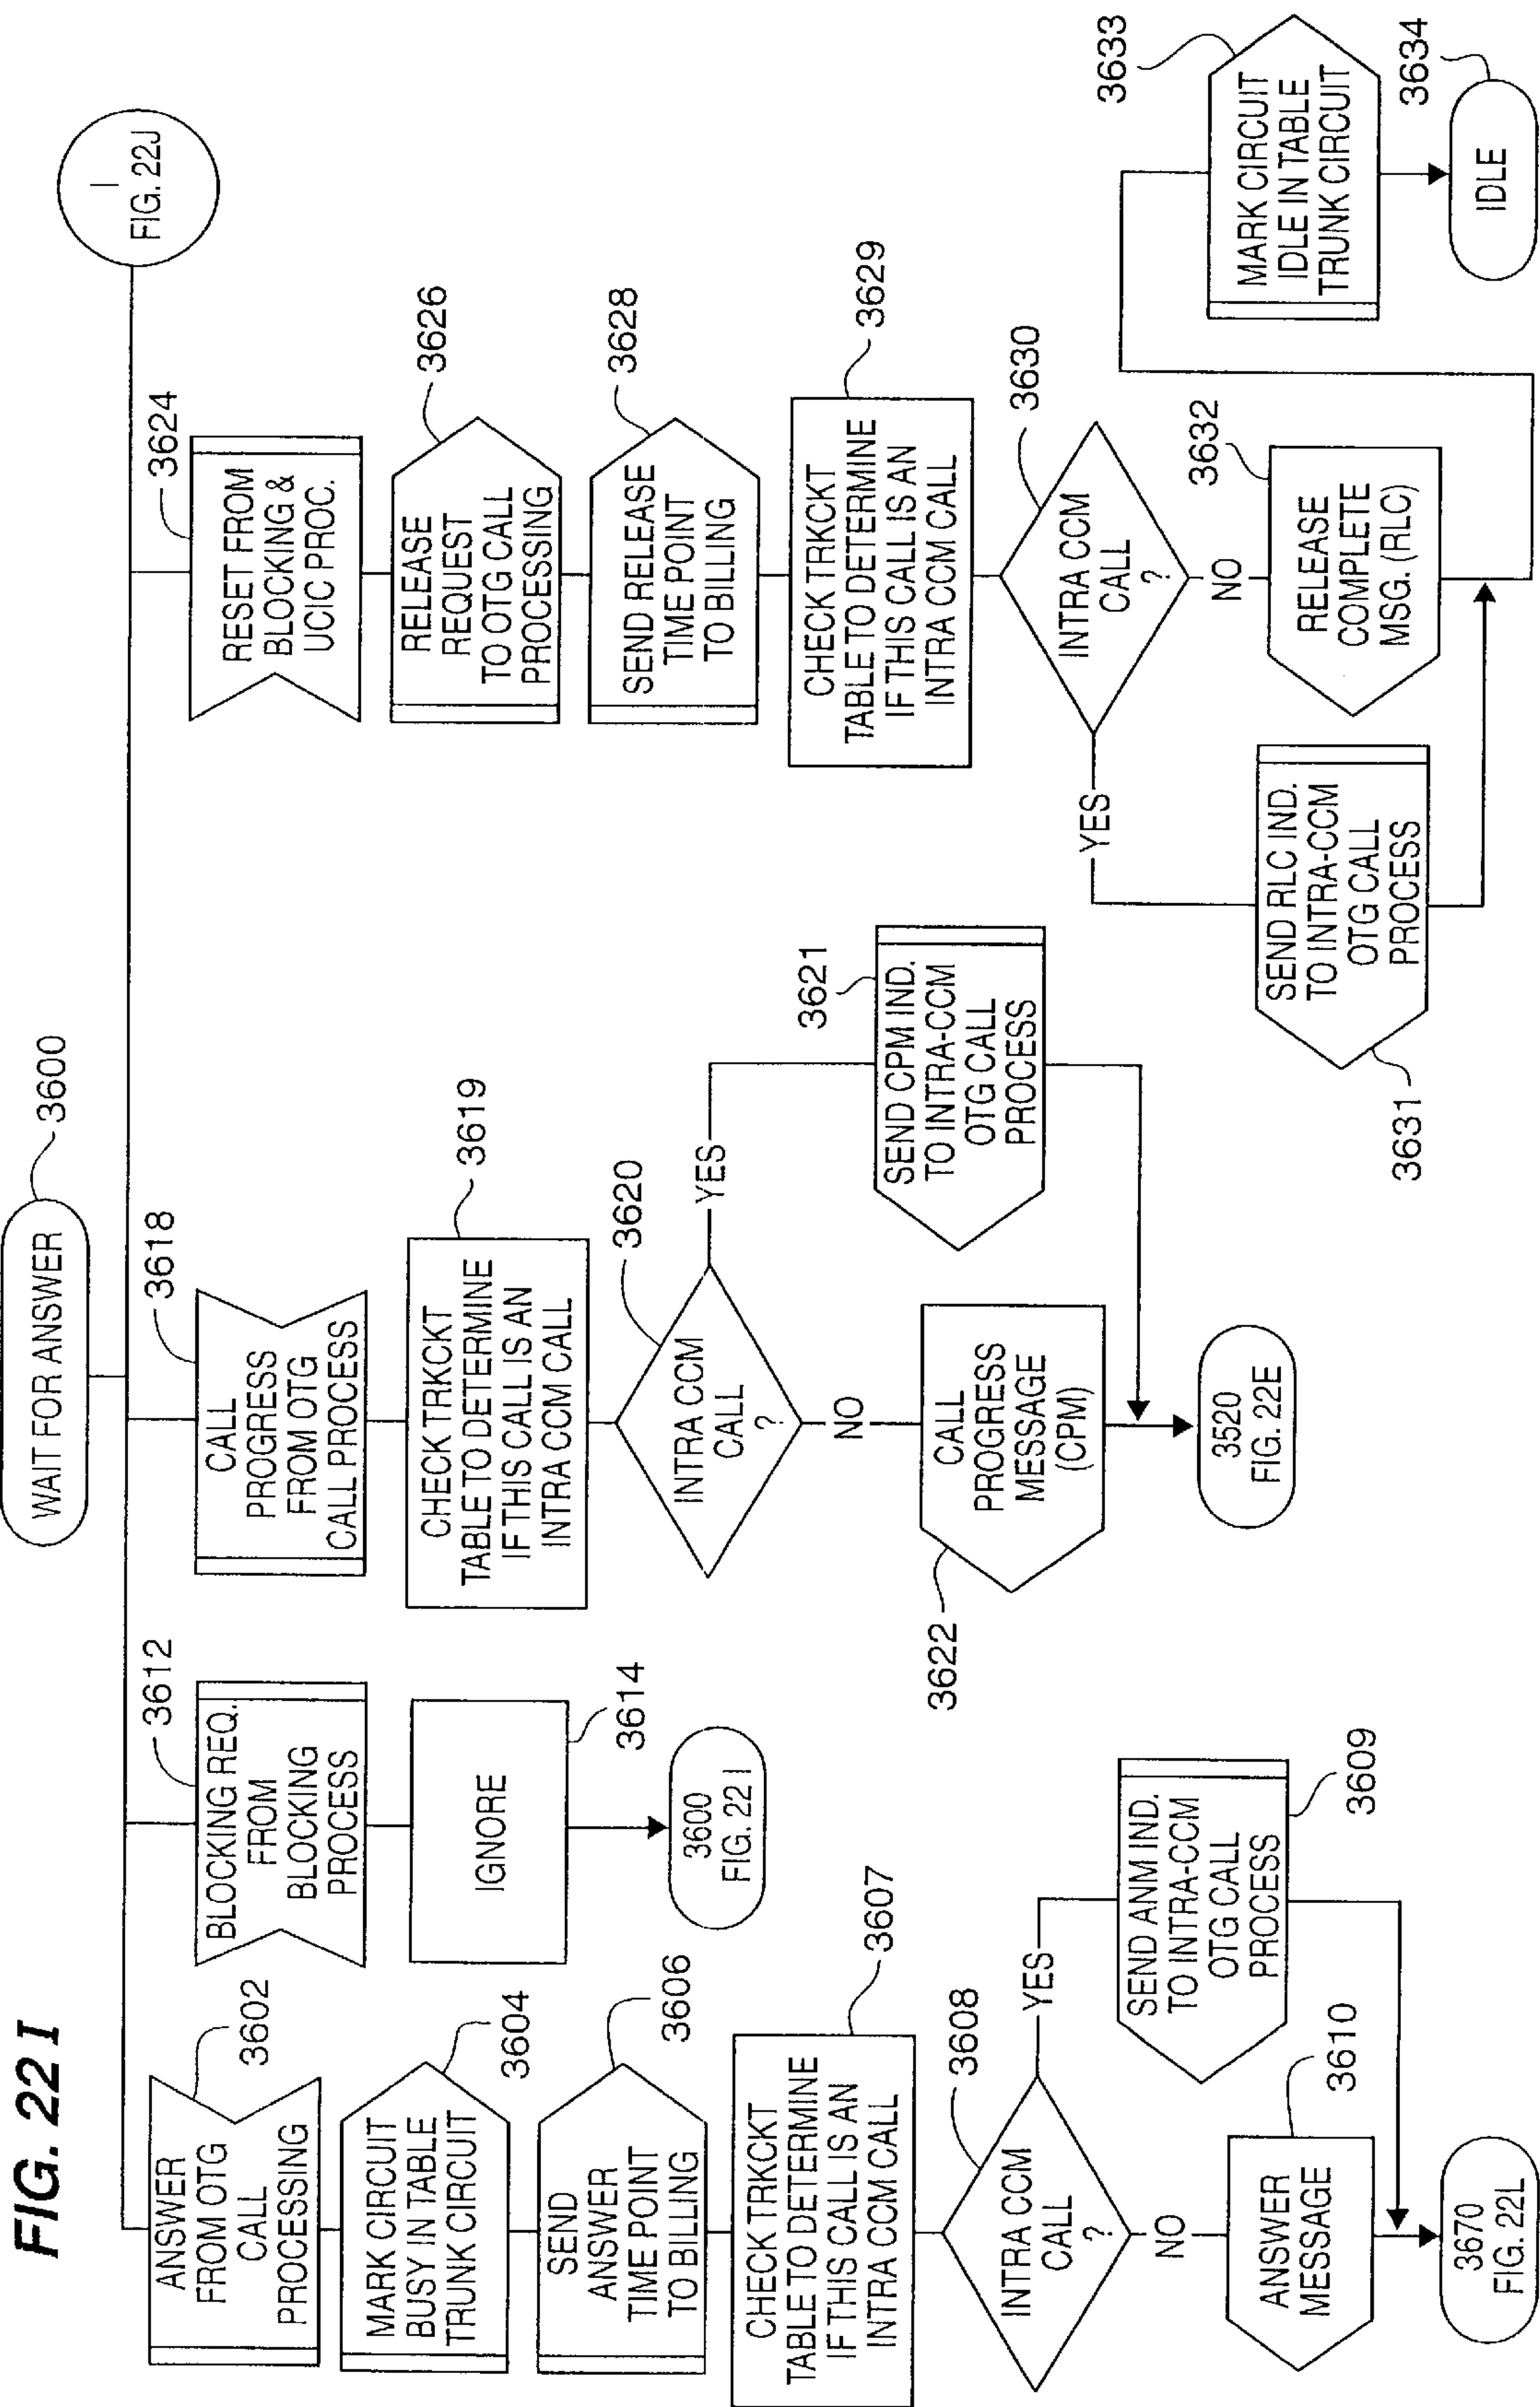 FIG. 22 I
WAIT FOR ANSWER
3600
I
FIG. 22J
ANSWER
FROM OTG
CALL
PROCESSING
3602
MARK CIRCUIT
BUSY IN TABLE
TRUNK CIRCUIT
3604
SEND
ANSWER
TIME POINT
TO BILLING
3606
CHECK TRKCKT
TABLE TO DETERMINE
IF THIS CALL IS AN
INTRA CCM CALL
3607
INTRA CCM
CALL
?
3608
YES
NO
SEND ANM IND.
TO INTRA-CCM
OTG CALL
PROCESS
3609
ANSWER
MESSAGE
3610
3670
FIG. 22L
BLOCKING REQ.
FROM
BLOCKING
PROCESS
3612
IGNORE
3614
3600
FIG. 22 I
CALL
PROGRESS
FROM OTG
CALL PROCESS
3618
CHECK TRKCKT
TABLE TO DETERMINE
IF THIS CALL IS AN
INTRA CCM CALL
3619
INTRA CCM
CALL
?
3620
YES
NO
SEND CPM IND.
TO INTRA-CCM
OTG CALL
PROCESS
3621
CALL
PROGRESS
MESSAGE
(CPM)
3622
3520
FIG. 22E
RESET FROM
BLOCKING &
UCIC PROC.
3624
RELEASE
REQUEST
TO OTG CALL
PROCESSING
3626
SEND RELEASE
TIME POINT
TO BILLING
3628
CHECK TRKCKT
TABLE TO DETERMINE
IF THIS CALL IS AN
INTRA CCM CALL
3629
INTRA CCM
CALL
?
3630
YES
NO
SEND RLC IND.
TO INTRA-CCM
OTG CALL
PROCESS
3631
RELEASE
COMPLETE
MSG. (RLC)
3632
MARK CIRCUIT
IDLE IN TABLE
TRUNK CIRCUIT
3633
IDLE
3634